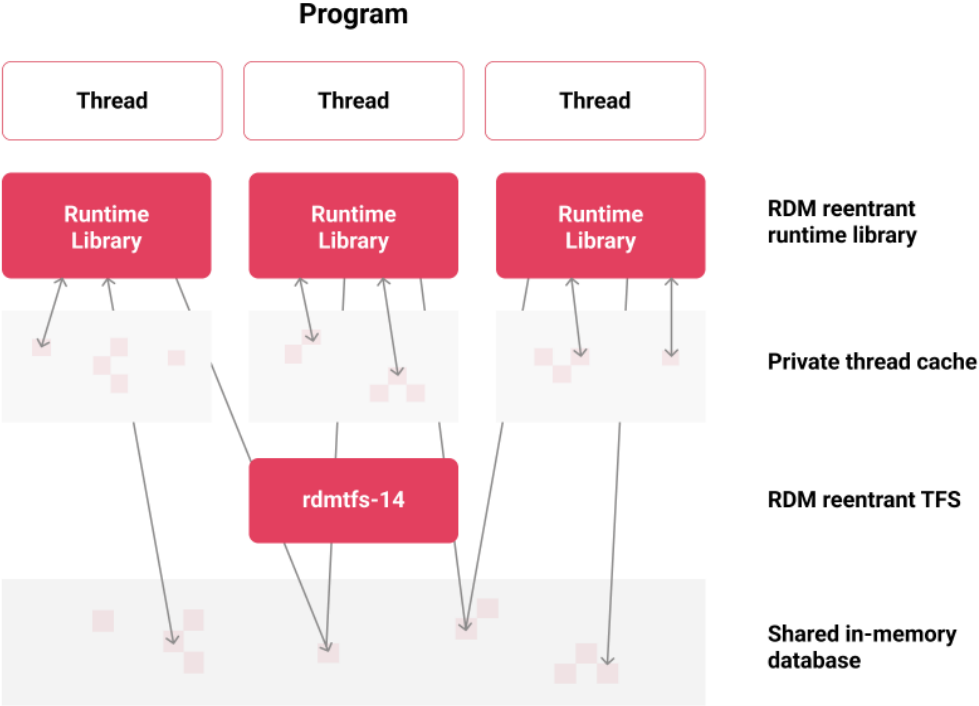 Program
Thread
Thread
Thread
Runtime
Library
Runtime
Library
Runtime
Library
RDM reentrant
runtime library
Private thread cache
rdmtfs-14
RDM reentrant TFS
Shared in-memory
database